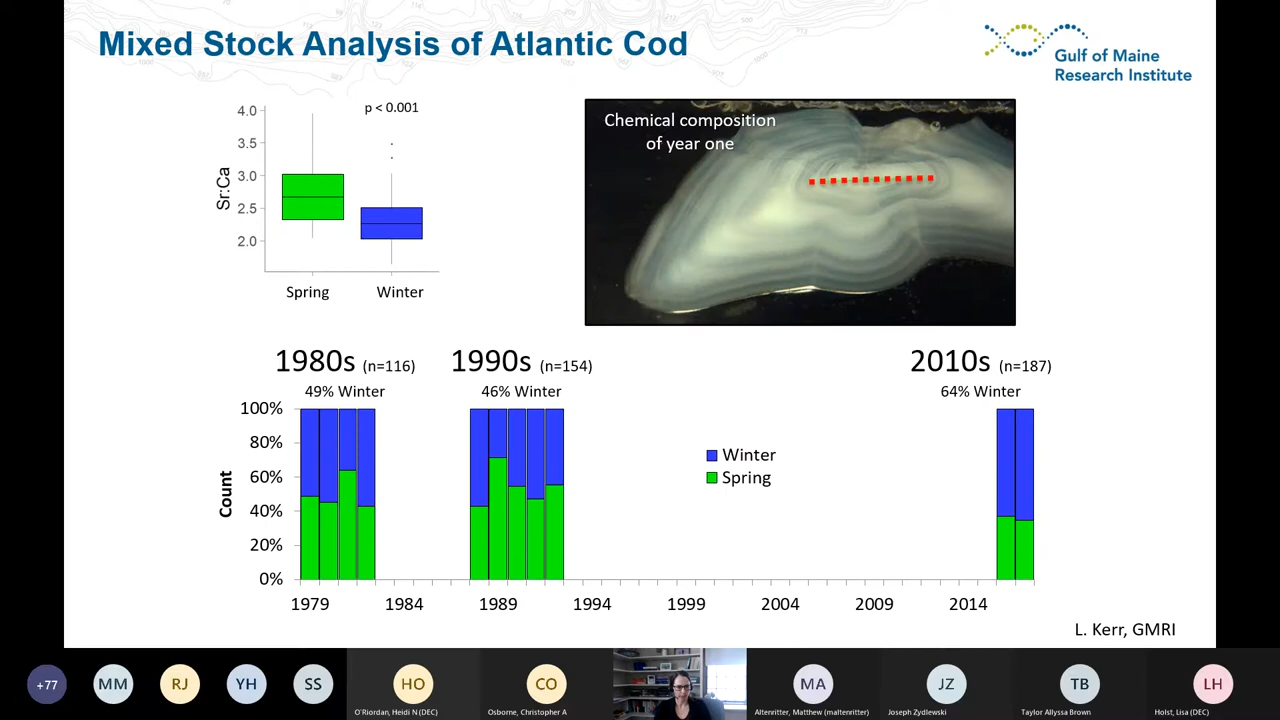 Mixed Stock Analysis of Atlantic Cod
Gulf of Maine
Research Institute
p < 0.001
4.0
3.5
3.0
2.5
2.0
Sr:Ca
Spring
Winter
Chemical composition
of year one
1980s (n=116)
49% Winter
1990s (n=154)
46% Winter
2010s (n=187)
64% Winter
100%
80%
60%
40%
20%
0%
Count
Winter
Spring
1979
1984
1989
1994
1999
2004
2009
2014
L. Kerr, GMRI
+77
MM
RJ
YH
SS
HO
O'Riordan, Heidi N (DEC)
CO
Osborne, Christopher A
MA
Altenritter, Matthew (maltenritter)
JZ
Joseph Zydlewski
TB
Taylor Allyssa Brown
LH
Holst, Lisa (DEC)